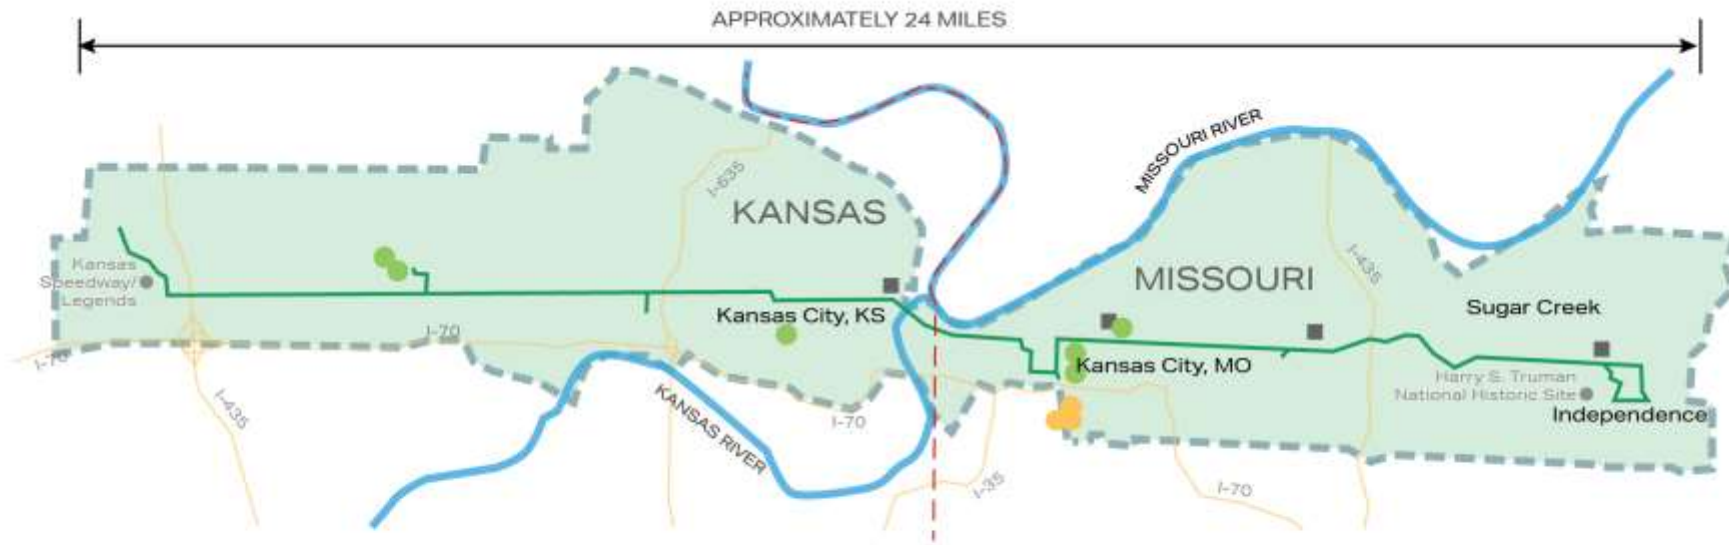 APPROXIMATELY 24 MILES
MISSOURI RIVER
I-635
KANSAS
MISSOURI
I-435
Kansas
Speedway/
Legends
Kansas City, KS
Sugar Creek
I-70
I-70
Kansas City, MO
Harry S. Truman
National Historic Site
Independence
I-435
KANSAS RIVER
I-70
I-35
I-70